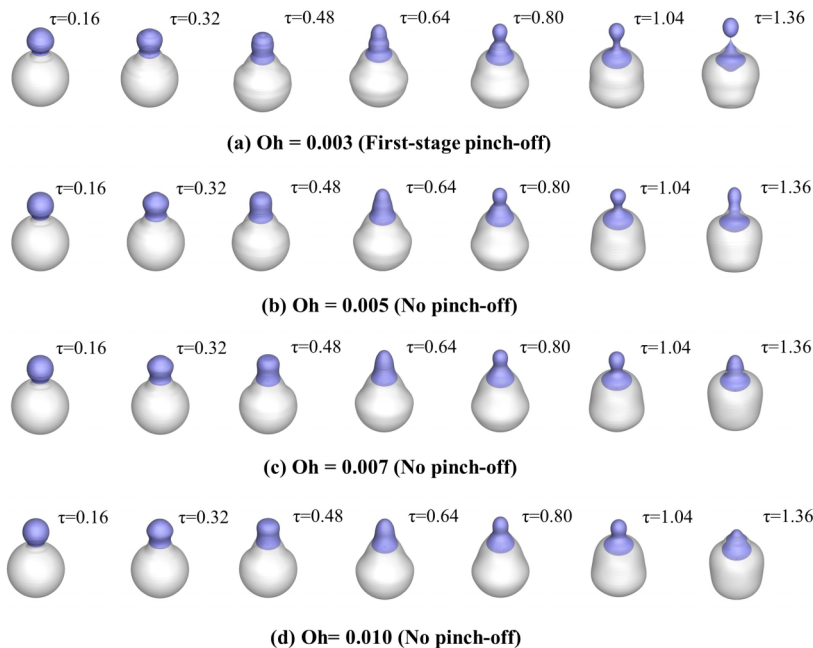 τ=0.16 τ=0.32 τ=0.48 τ=0.64 τ=0.80 τ=1.04 τ=1.36
(a) Oh = 0.003 (First-stage pinch-off)
τ=0.16 τ=0.32 τ=0.48 τ=0.64 τ=0.80 τ=1.04 τ=1.36
(b) Oh = 0.005 (No pinch-off)
τ=0.16 τ=0.32 τ=0.48 τ=0.64 τ=0.80 τ=1.04 τ=1.36
(c) Oh = 0.007 (No pinch-off)
τ=0.16 τ=0.32 τ=0.48 τ=0.64 τ=0.80 τ=1.04 τ=1.36
(d) Oh= 0.010 (No pinch-off)